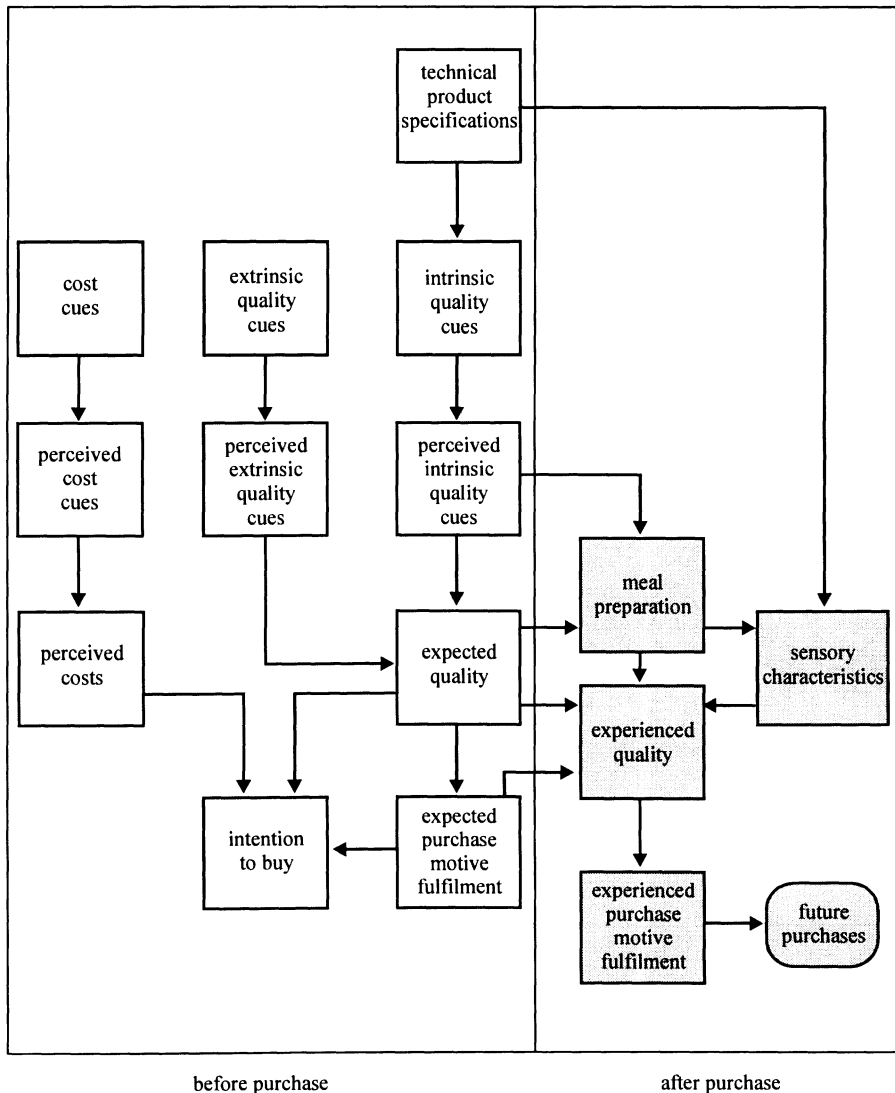 technical
product
specifications
cost
cues
extrinsic
quality
cues
intrinsic
quality
cues
perceived
cost
cues
perceived
extrinsic
quality
cues
perceived
intrinsic
quality
cues
meal
preparation
perceived
costs
expected
quality
sensory
characteristics
experienced
quality
intention
to buy
expected
purchase
motive
fulfilment
experienced
purchase
motive
fulfilment
future
purchases
before purchase
after purchase